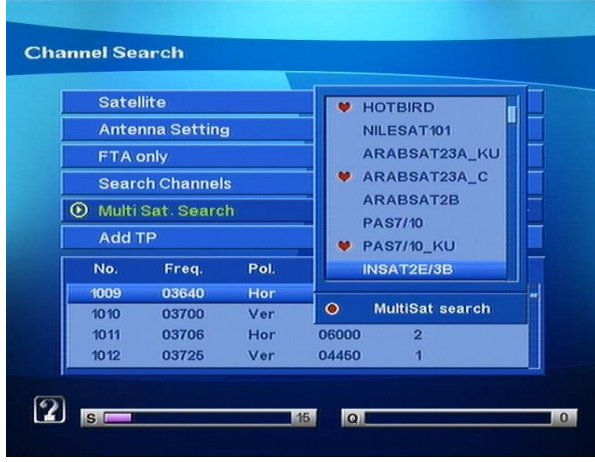 Channel Search
Satellite
Antenna Setting
FTA only
Search Channels
Multi Sat. Search
Add TP
HOTBIRD
NILESAT101
ARABSAT23A_KU
ARABSAT23A_C
ARABSAT2B
PAS7/10
PAS7/10_KU
INSAT2E/3B
MultiSat search
No. Freq. Pol.
1009 03640 Hor
1010 03700 Ver
1011 03706 Hor 06000 2
1012 03725 Ver 04450 1
? S 15 Q 0